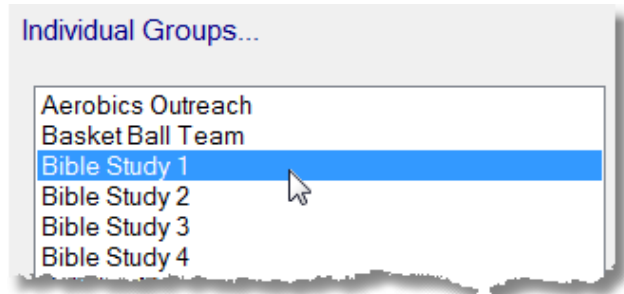 Individual Groups...
Aerobics Outreach
Basket Ball Team
Bible Study 1
Bible Study 2
Bible Study 3
Bible Study 4